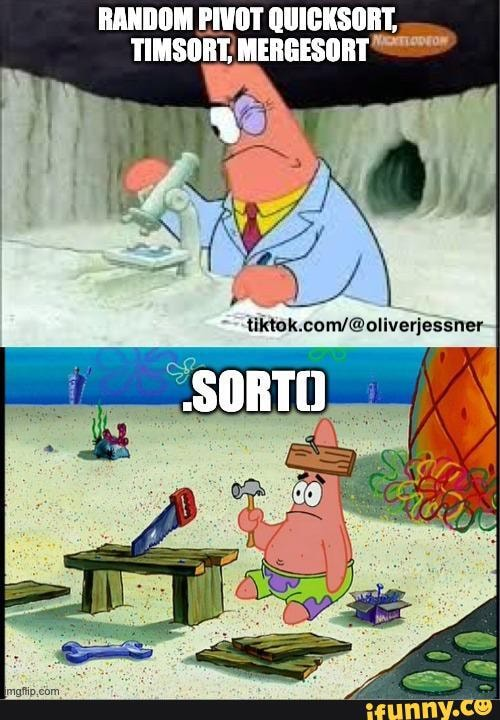 RANDOM PIVOT QUICKSORT,
TIMSORT, MERGESORT
NICKELODEON
tiktok.com/@oliverjessner
.SORT()
imgflip.com
ifunny.co